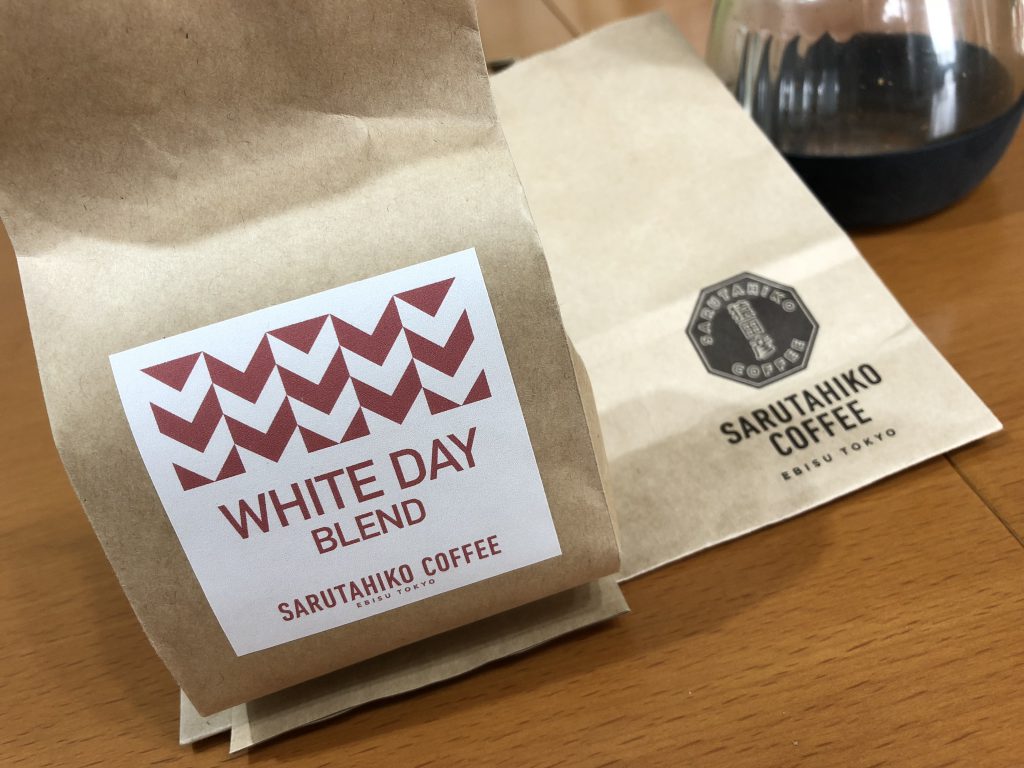 WHITE DAY
BLEND
SARUTAHIKO COFFEE
EBISU TOKYO
SARUTAHIKO
COFFEE
SARUTAHIKO
COFFEE
EBISU TOKYO